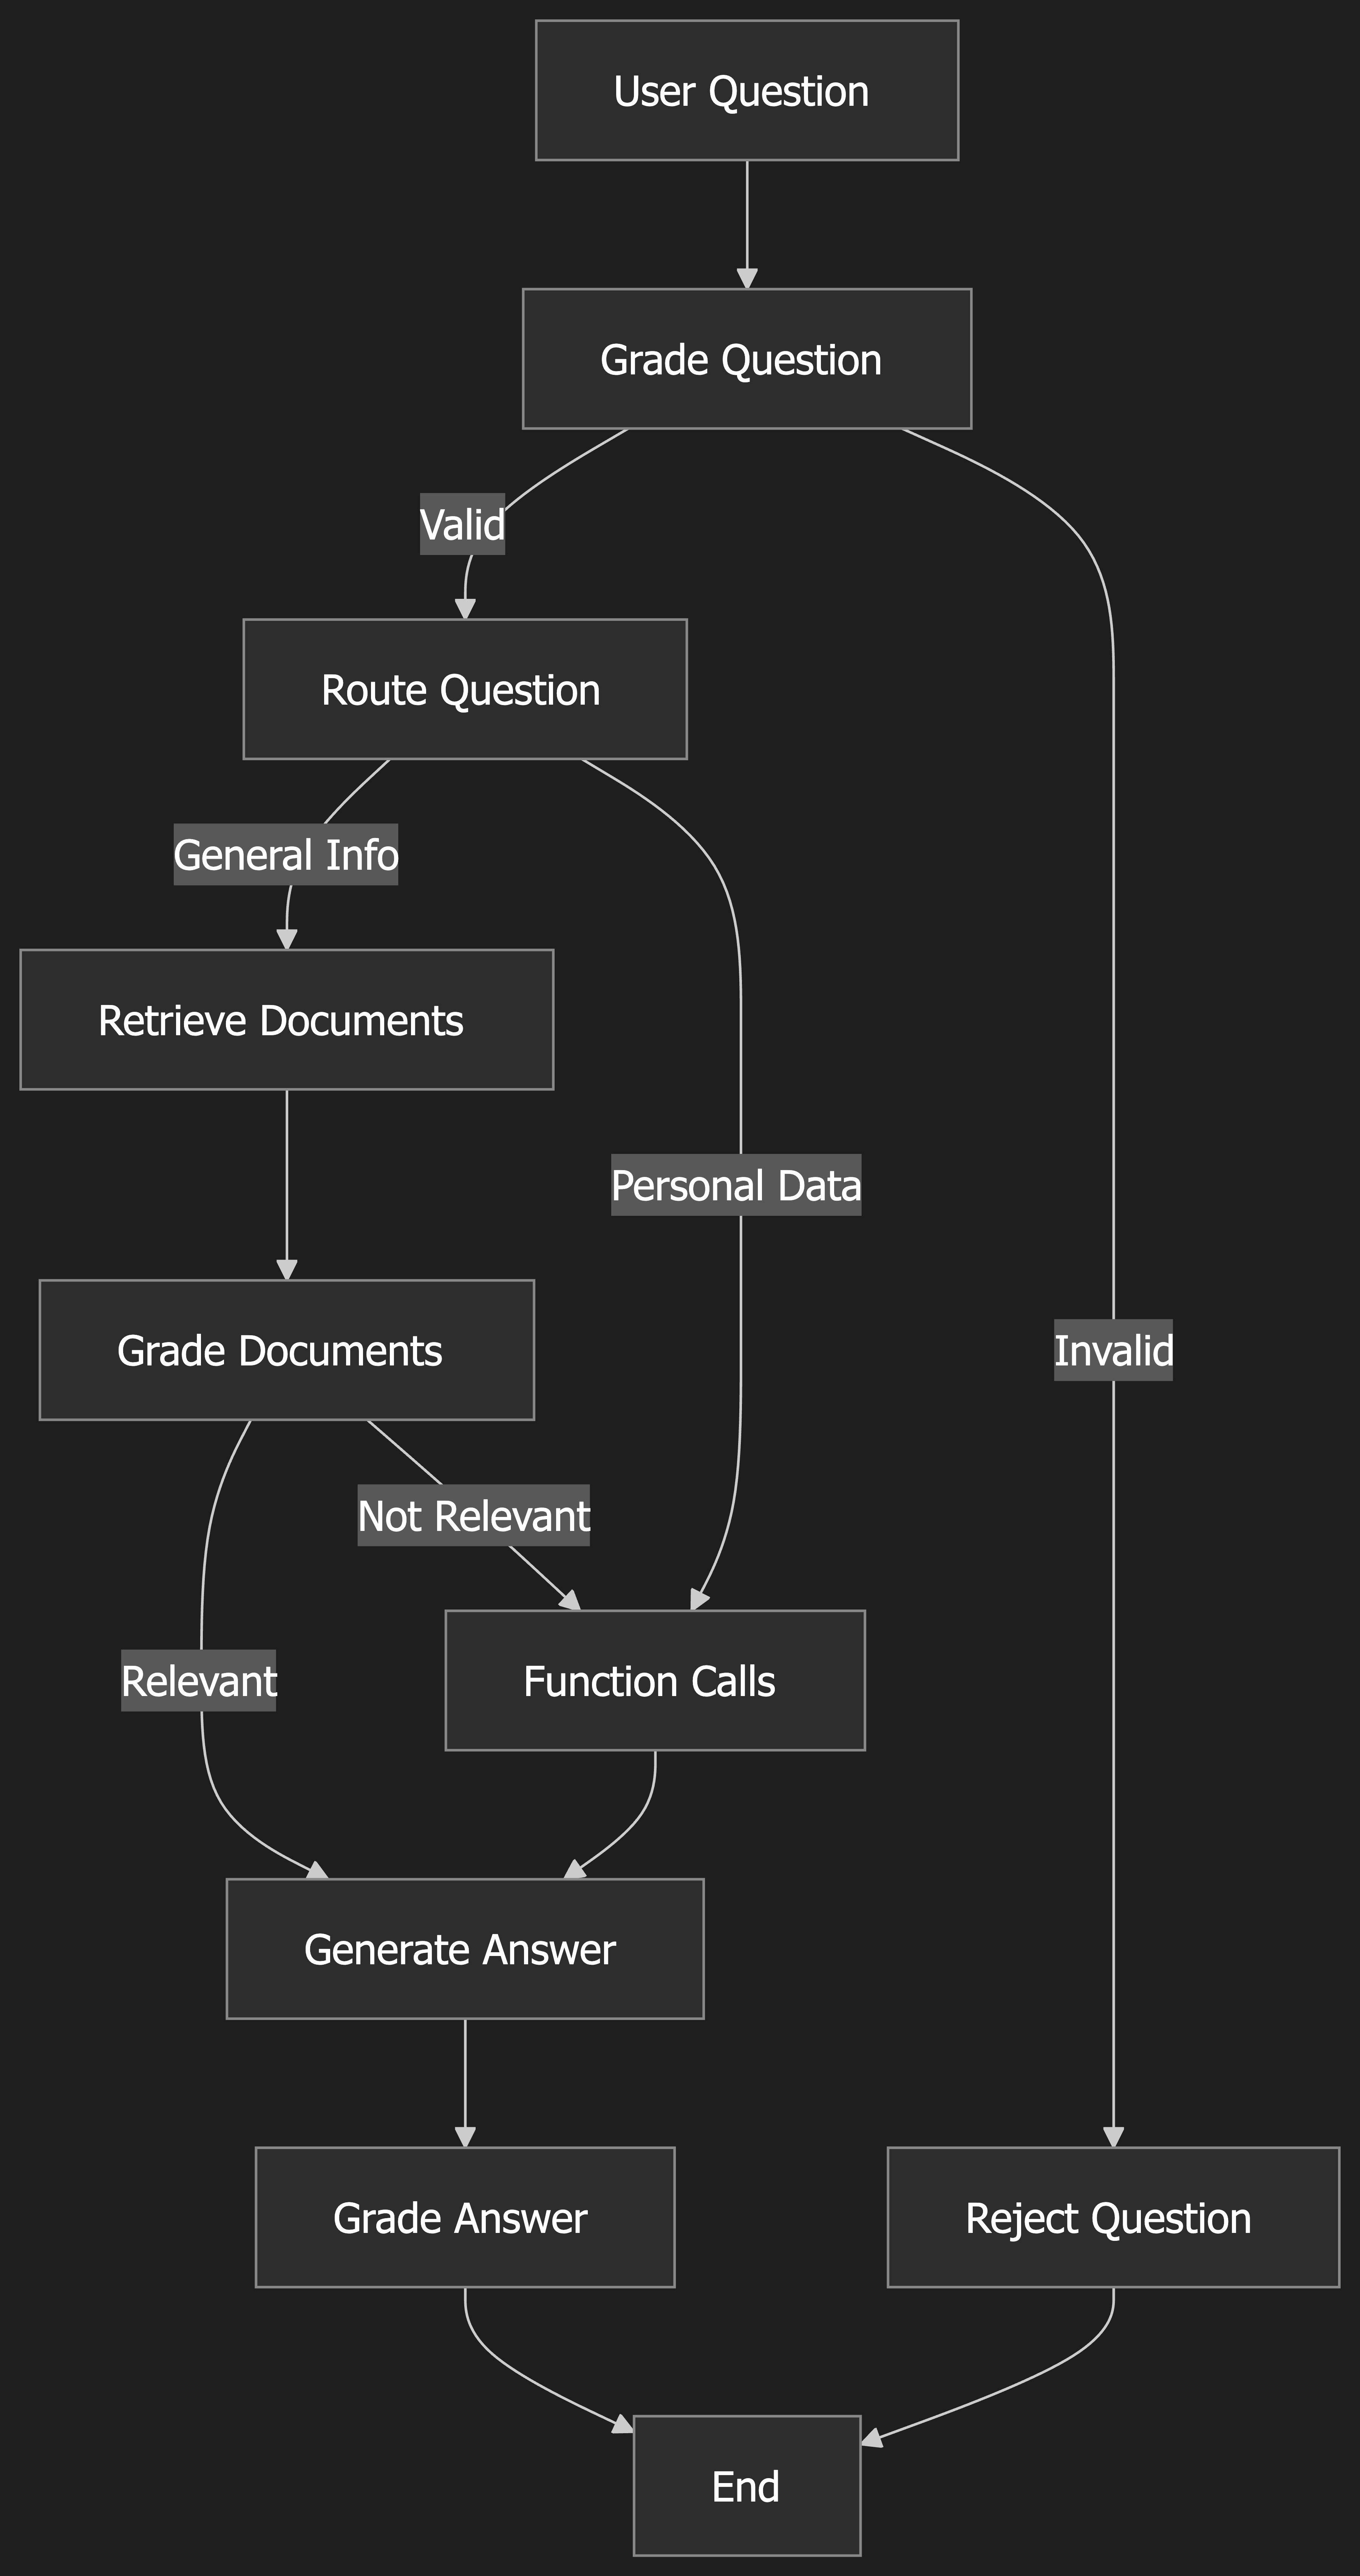 User Question
Grade Question
Valid
Route Question
General Info
Retrieve Documents
Personal Data
Grade Documents
Invalid
Not Relevant
Relevant
Function Calls
Generate Answer
Grade Answer
Reject Question
End